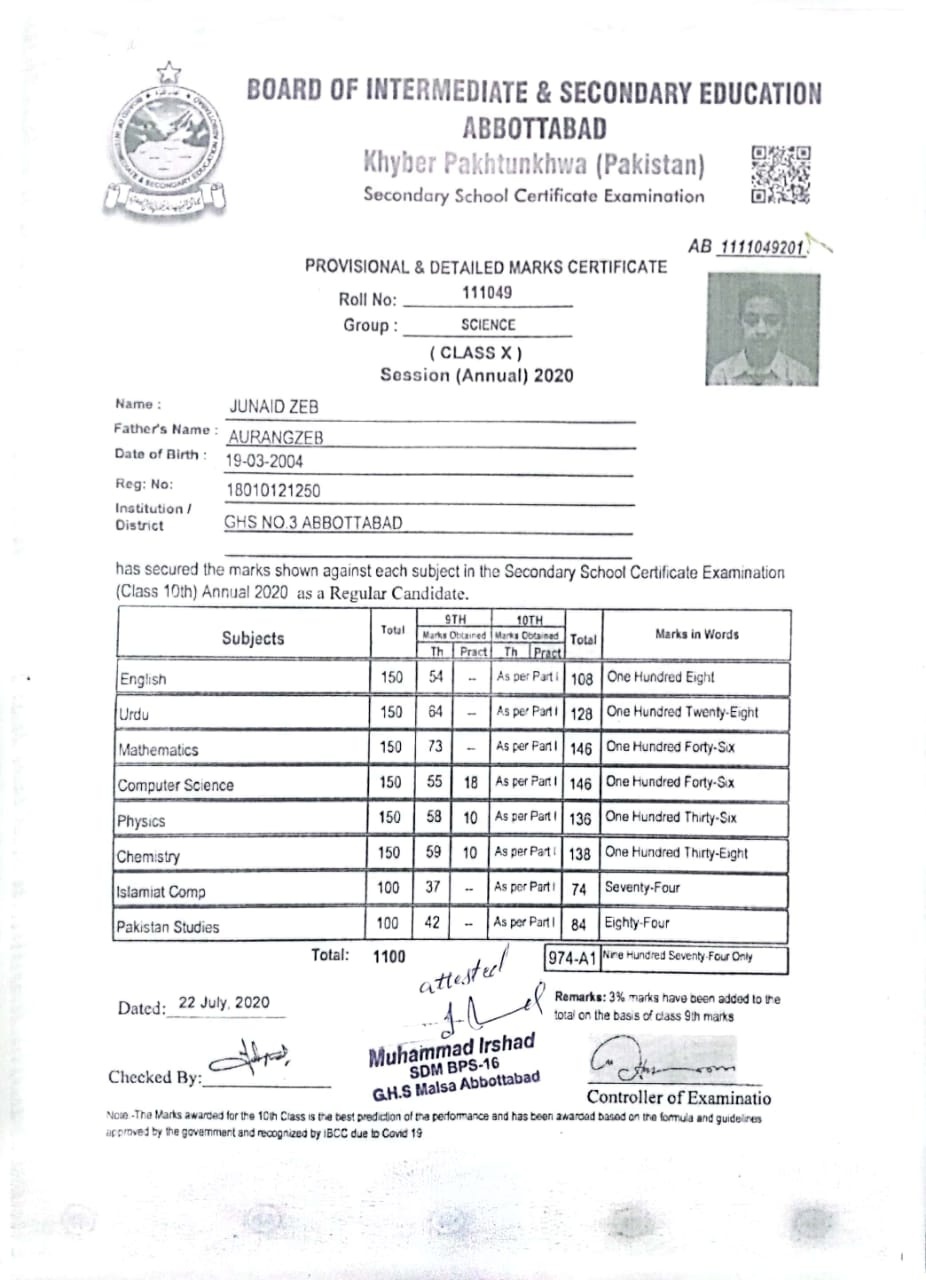 BOARD OF INTERMEDIATE & SECONDARY EDUCATION
ABBOTTABAD
Khyber Pakhtunkhwa (Pakistan)
Secondary School Certificate Examination
AB 1111049201
PROVISIONAL & DETAILED MARKS CERTIFICATE
Roll No: 111049
Group : SCIENCE
( CLASS X )
Session (Annual) 2020
Name : JUNAID ZEB
Father's Name : AURANGZEB
Date of Birth : 19-03-2004
Reg: No: 18010121250
Institution /
District GHS NO.3 ABBOTTABAD
has secured the marks shown against each subject in the Secondary School Certificate Examination
(Class 10th) Annual 2020 as a Regular Candidate.
Subjects Total 9TH 10TH Total Marks in Words
Marks Obtained Marks Obtained
Th Pract Th Pract
English 150 54 -- As per Part I 108 One Hundred Eight
Urdu 150 64 -- As per Part I 128 One Hundred Twenty-Eight
Mathematics 150 73 -- As per Part I 146 One Hundred Forty-Six
Computer Science 150 55 18 As per Part I 146 One Hundred Forty-Six
Physics 150 58 10 As per Part I 136 One Hundred Thirty-Six
Chemistry 150 59 10 As per Part I 138 One Hundred Thirty-Eight
Islamiat Comp 100 37 -- As per Part I 74 Seventy-Four
Pakistan Studies 100 42 -- As per Part I 84 Eighty-Four
Total: 1100 974-A1 Nine Hundred Seventy-Four Only
attested
Dated: 22 July, 2020
Remarks: 3% marks have been added to the
total on the basis of class 9th marks
Muhammad Irshad
SDM BPS-16
G.H.S Malsa Abbottabad
Checked By:
Controller of Examinatio
Note -The Marks awarded for the 10th Class is the best prediction of the performance and has been awarded based on the formula and guidelines
approved by the government and recognized by IBCC due to Covid 19